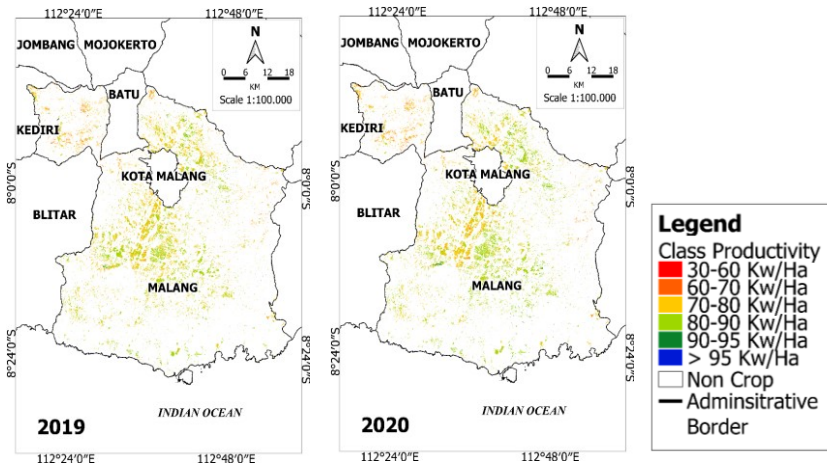 112°24'0"E 112°48'0"E
JOMBANG MOJOKERTO
N
0 6 12 18
KM
Scale 1:100.000
BATU
KEDIRI
8°0'0"S
8°0'0"S
KOTA MALANG
BLITAR
MALANG
8°24'0"S
8°24'0"S
INDIAN OCEAN
2019
112°24'0"E 112°48'0"E
112°24'0"E 112°48'0"E
JOMBANG MOJOKERTO
N
0 6 12 18
KM
Scale 1:100.000
BATU
KEDIRI
8°0'0"S
8°0'0"S
KOTA MALANG
BLITAR
MALANG
8°24'0"S
8°24'0"S
INDIAN OCEAN
2020
112°24'0"E 112°48'0"E
Legend
Class Productivity
30-60 Kw/Ha
60-70 Kw/Ha
70-80 Kw/Ha
80-90 Kw/Ha
90-95 Kw/Ha
> 95 Kw/Ha
Non Crop
Adminsitrative
Border